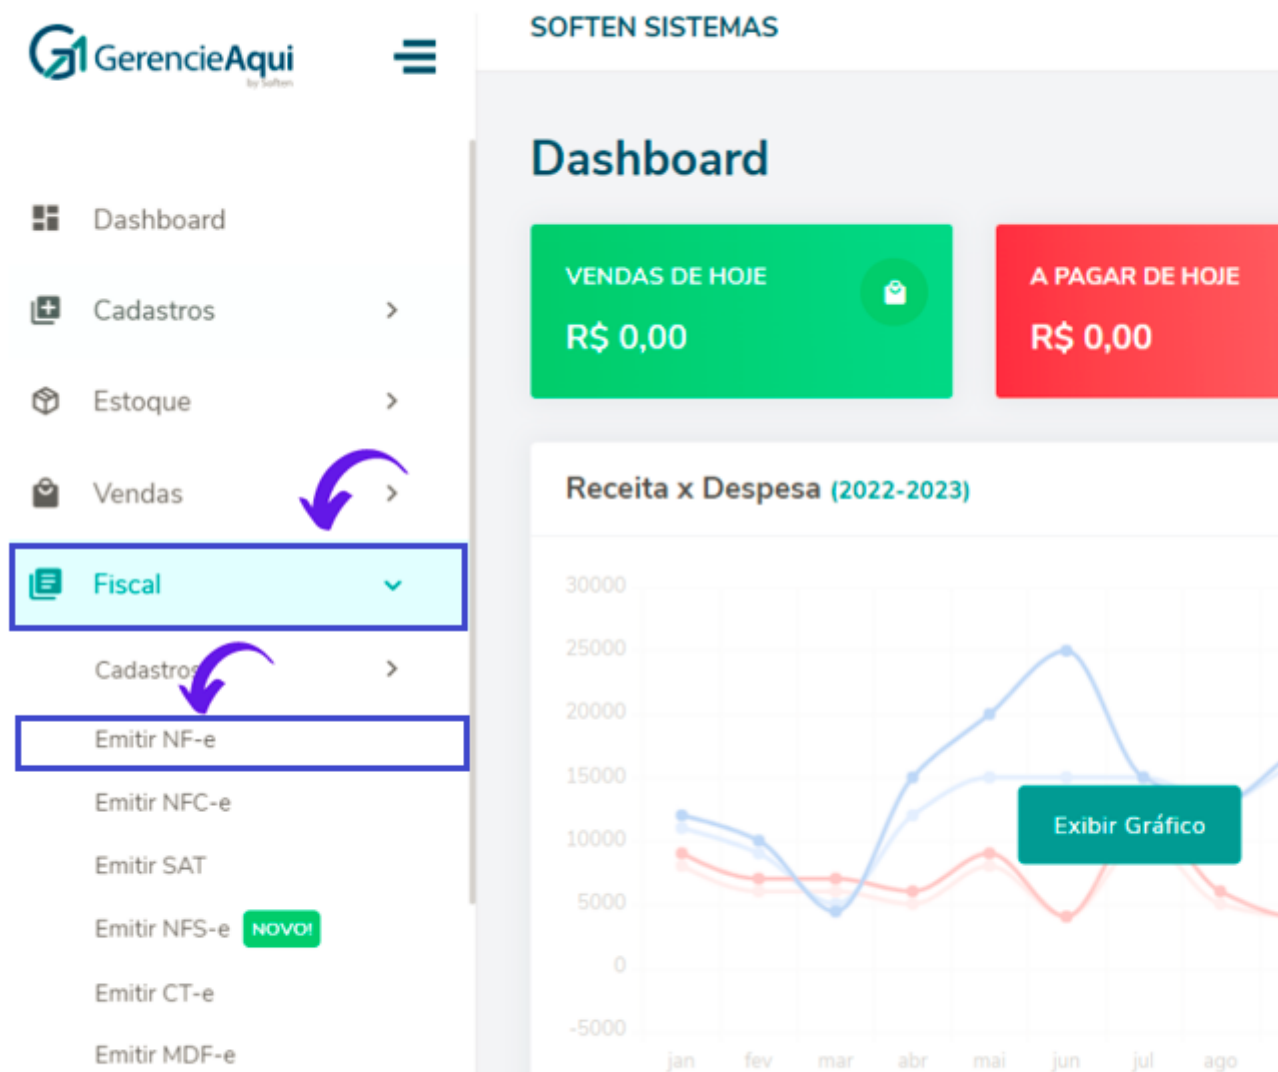 GerencieAqui
by Soften
Dashboard
Cadastros
Estoque
Vendas
Fiscal
Cadastros
Emitir NF-e
Emitir NFC-e
Emitir SAT
Emitir NFS-e NOVO!
Emitir CT-e
Emitir MDF-e
SOFTEN SISTEMAS
Dashboard
VENDAS DE HOJE
R$ 0,00
A PAGAR DE HOJE
R$ 0,00
Receita x Despesa (2022-2023)
30000
25000
20000
15000
10000
5000
0
-5000
jan fev mar abr mai jun jul ago
Exibir Gráfico